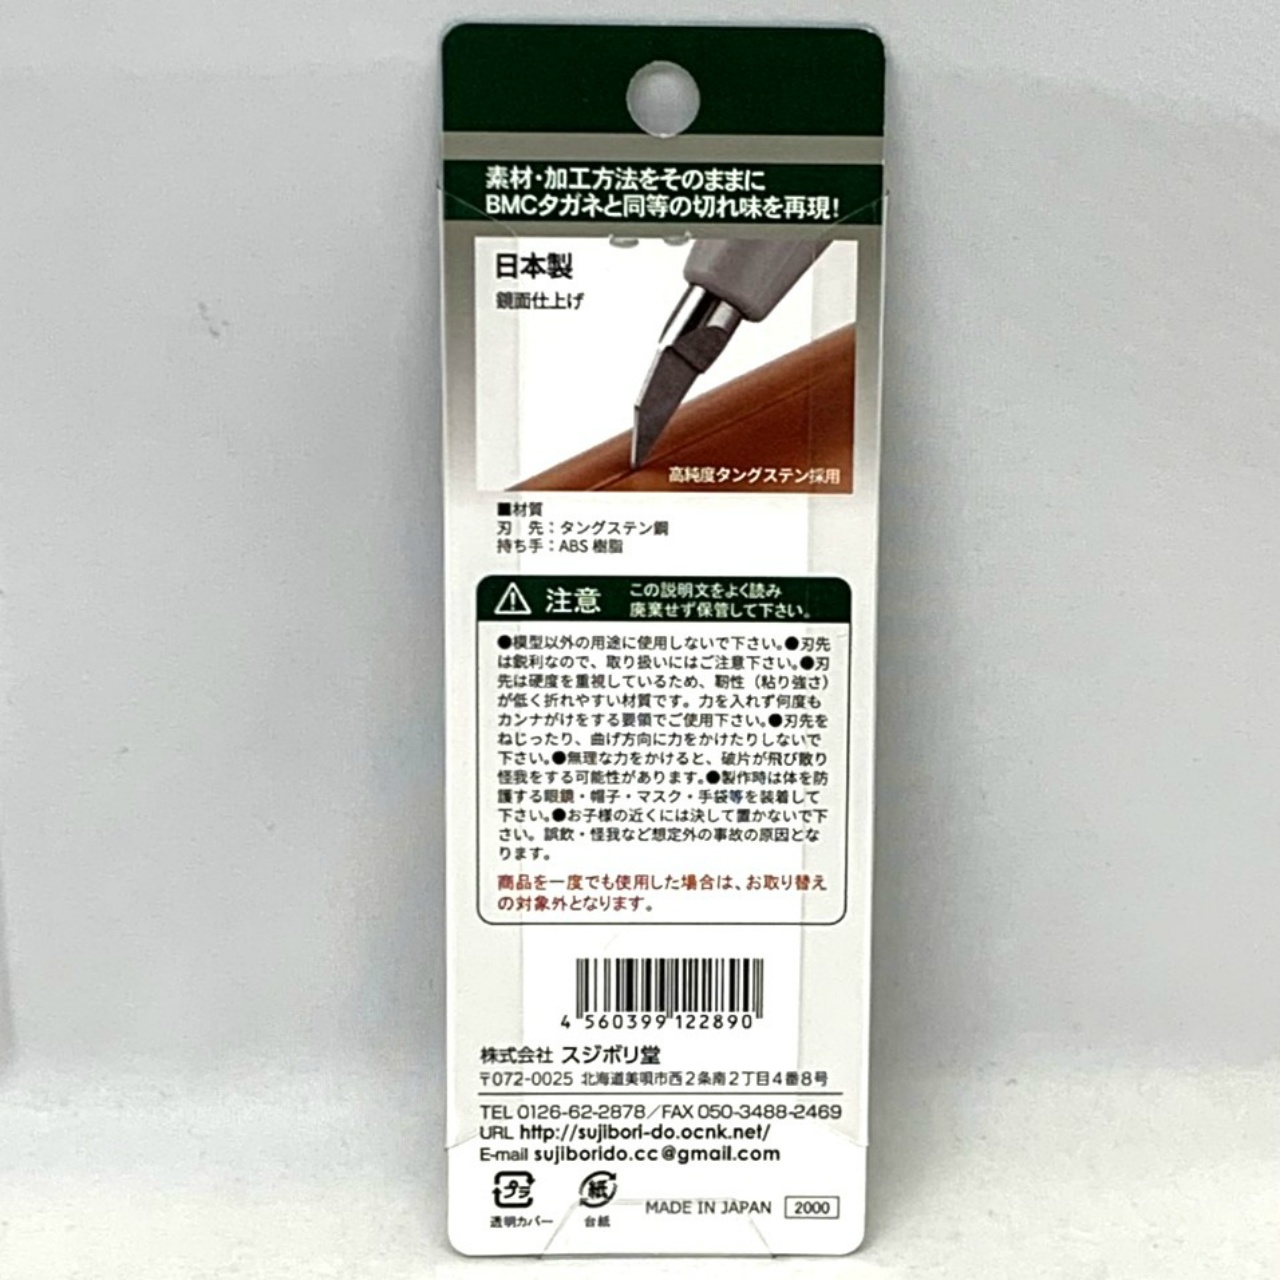 素材・加工方法をそのままに
BMCタガネと同等の切れ味を再現!
日本製
鏡面仕上げ
高純度タングステン採用
■材質
刃　先：タングステン鋼
持ち手：ABS 樹脂
注意
この説明文をよく読み
廃棄せず保管して下さい。
●模型以外の用途に使用しないで下さい。●刃先
は鋭利なので、取り扱いにはご注意下さい。●刃
先は硬度を重視しているため、靭性（粘り強さ）
が低く折れやすい材質です。力を入れず何度も
カンナがけをする要領でご使用下さい。●刃先を
ねじったり、曲げ方向に力をかけたりしないで
下さい。●無理な力をかけると、破片が飛び散り
怪我をする可能性があります。●製作時は体を防
護する眼鏡・帽子・マスク・手袋等を装着して
下さい。●お子様の近くには決して置かないで下
さい。誤飲・怪我など想定外の事故の原因とな
ります。
商品を一度でも使用した場合は、お取り替え
の対象外となります。
4 560399 122890
株式会社 スジボリ堂
〒072-0025 北海道美唄市西2条南2丁目4番8号
TEL 0126-62-2878／FAX 050-3488-2469
URL http://sujibori-do.ocnk.net/
E-mail sujiborido.cc@gmail.com
プラ
紙
透明カバー
台紙
MADE IN JAPAN
2000